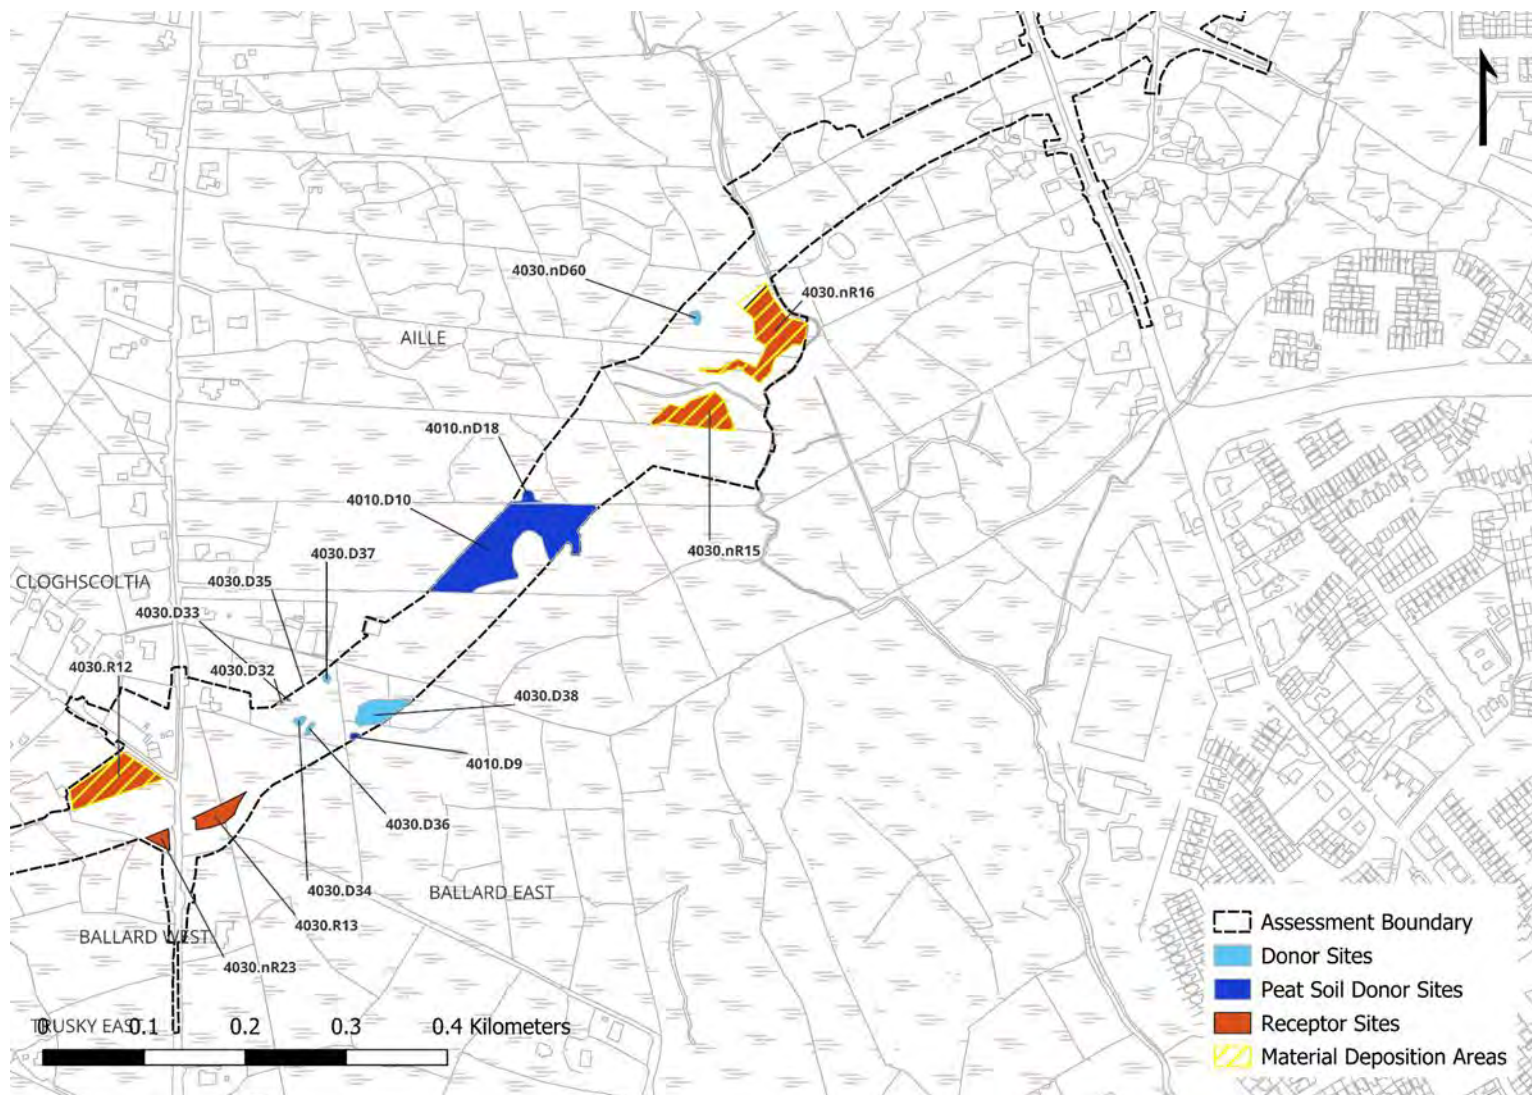 4030.nD60
4030.nR16
AILLE
4010.nD18
4010.D10
4030.nR15
4030.D37
CLOGHSCOLTIA
4030.D35
4030.D33
4030.R12
4030.D32
4030.D38
4010.D9
4030.D36
4030.D34
BALLARD EAST
4030.R13
BALLARD WEST
4030.nR23
TRUSKY EAST
0 0.1 0.2 0.3 0.4 Kilometers
Assessment Boundary
Donor Sites
Peat Soil Donor Sites
Receptor Sites
Material Deposition Areas